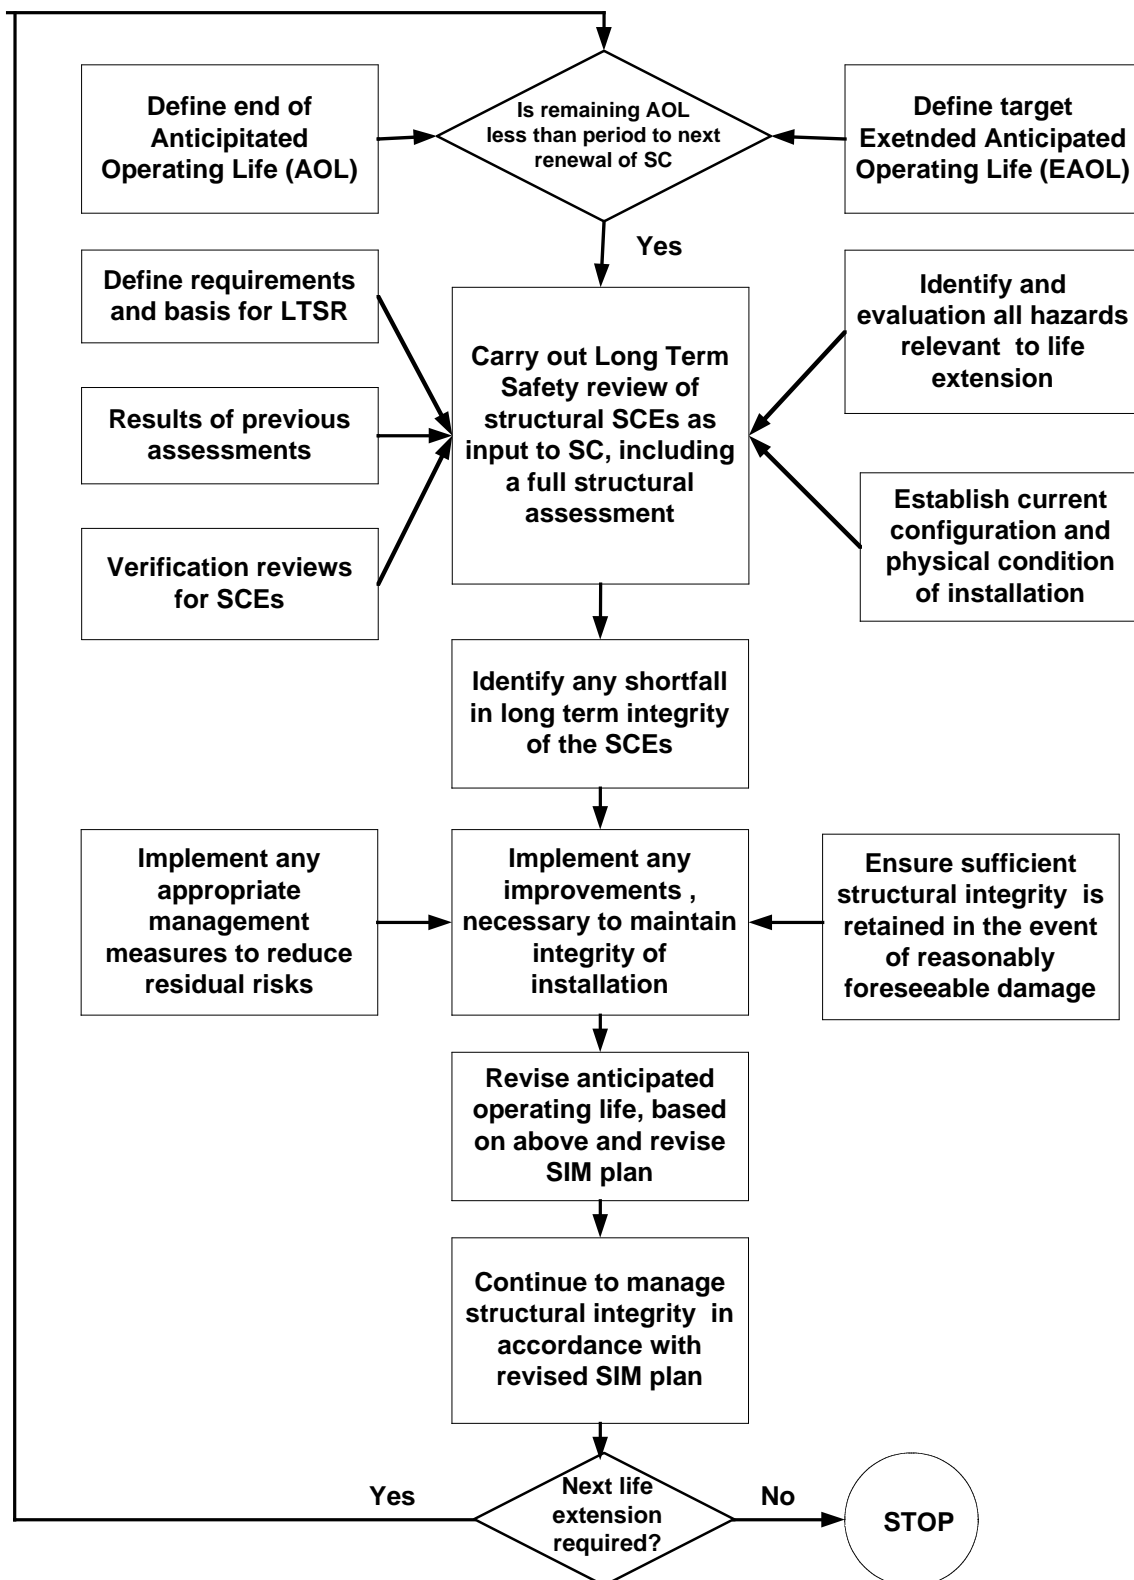 Define end of
Anticipitated
Operating Life (AOL)
Is remaining AOL
less than period to next
renewal of SC
Define target
Exetnded Anticipated
Operating Life (EAOL)
Yes
Define requirements
and basis for LTSR
Results of previous
assessments
Verification reviews
for SCEs
Carry out Long Term
Safety review of
structural SCEs as
input to SC, including
a full structural
assessment
Identify and
evaluation all hazards
relevant to life
extension
Establish current
configuration and
physical condition
of installation
Identify any shortfall
in long term integrity
of the SCEs
Implement any
appropriate
management
measures to reduce
residual risks
Implement any
improvements ,
necessary to maintain
integrity of
installation
Ensure sufficient
structural integrity is
retained in the event
of reasonably
foreseeable damage
Revise anticipated
operating life, based
on above and revise
SIM plan
Continue to manage
structural integrity in
accordance with
revised SIM plan
Yes
Next life
extension
required?
No
STOP